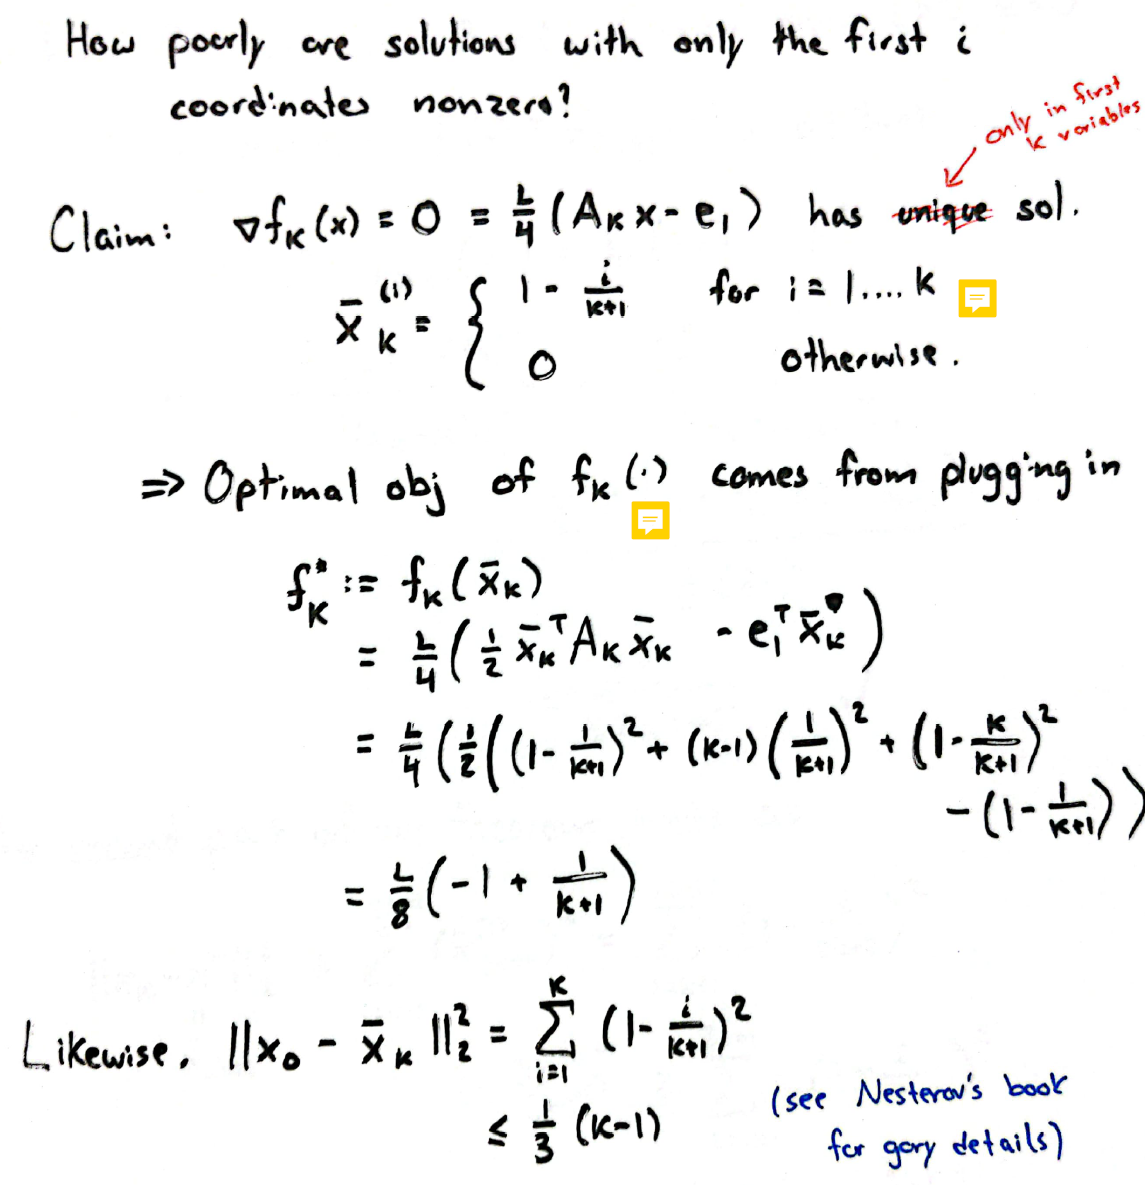 How poorly are solutions with only the first i
coordinates nonzero?
only in first
k variables
Claim: ∇f_K(x) = 0 = L/4 (A_K x - e_1) has unique sol.
x̄_K^(i) = { 1 - i/(K+1) for i = 1....K
0 otherwise.
⇒ Optimal obj of f_K(·) comes from plugging in
f_K^* := f_K(x̄_K)
= L/4 (1/2 x̄_K^T A_K x̄_K - e_1^T x̄_K)
= L/4 (1/2 ((1 - 1/(K+1))^2 + (K-1)(1/(K+1))^2 + (1 - K/(K+1))^2
- (1 - 1/(K+1)))
= L/8 (-1 + 1/(K+1))
Likewise, ||x_0 - x̄_K||_2^2 = Σ_{i=1}^K (1 - i/(K+1))^2
≤ 1/3 (K-1)
(see Nesterov's book
for gory details)